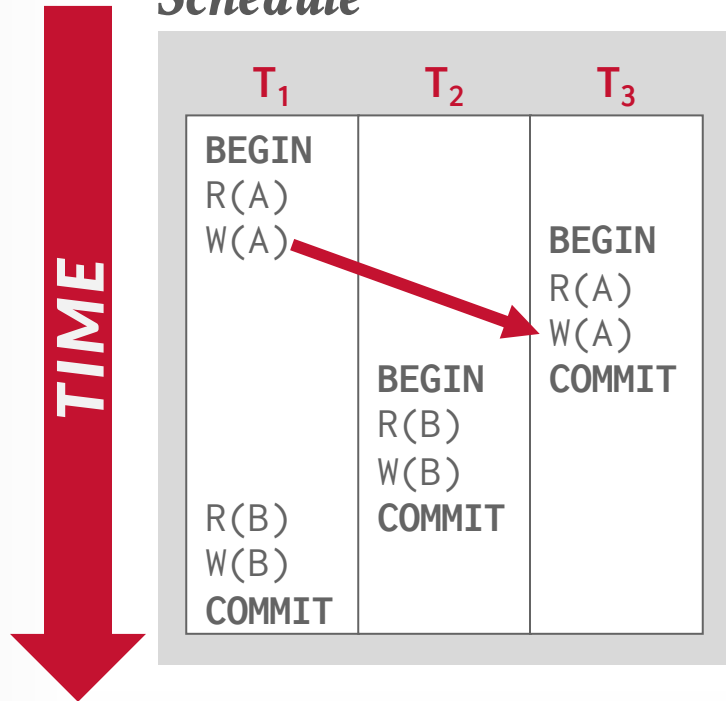 Schedule
TIME
T₁ T₂ T₃
BEGIN
R(A)
W(A) BEGIN
R(A)
W(A)
BEGIN COMMIT
R(B)
W(B)
R(B) COMMIT
W(B)
COMMIT